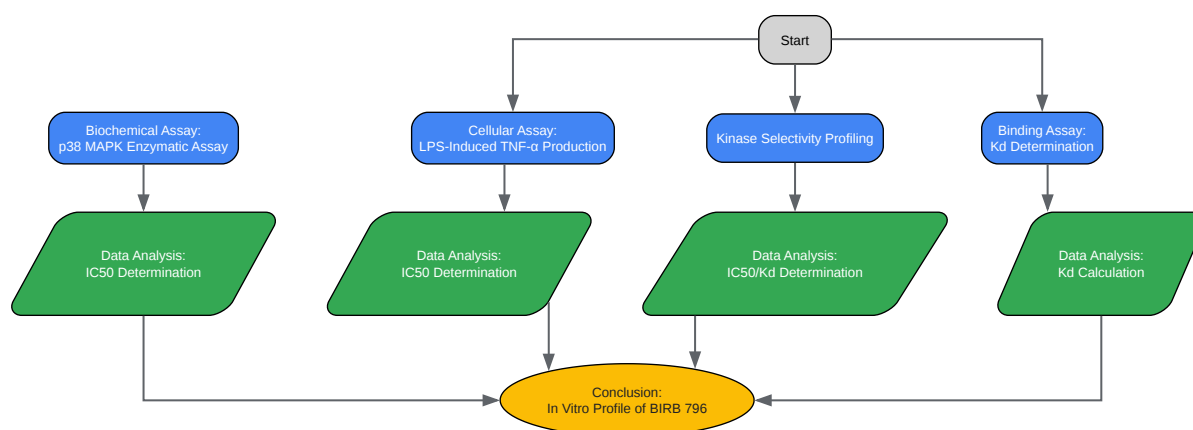 Start
Biochemical Assay:
p38 MAPK Enzymatic Assay
Cellular Assay:
LPS-Induced TNF-α Production
Kinase Selectivity Profiling
Binding Assay:
Kd Determination
Data Analysis:
IC50 Determination
Data Analysis:
IC50 Determination
Data Analysis:
IC50/Kd Determination
Data Analysis:
Kd Calculation
Conclusion:
In Vitro Profile of BIRB 796